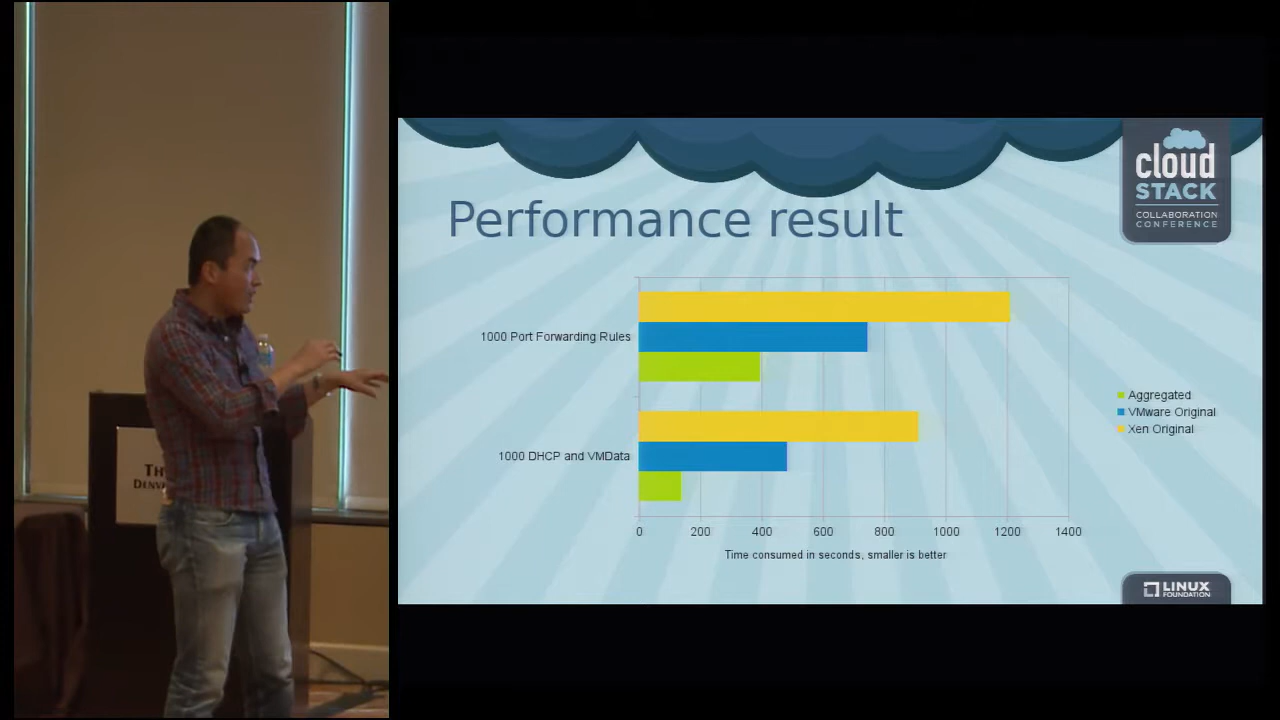 cloud
STACK
COLLABORATION
CONFERENCE
Performance result
1000 Port Forwarding Rules
1000 DHCP and VMData
Aggregated
VMware Original
Xen Original
0 200 400 600 800 1000 1200 1400
Time consumed in seconds, smaller is better
LINUX
FOUNDATION